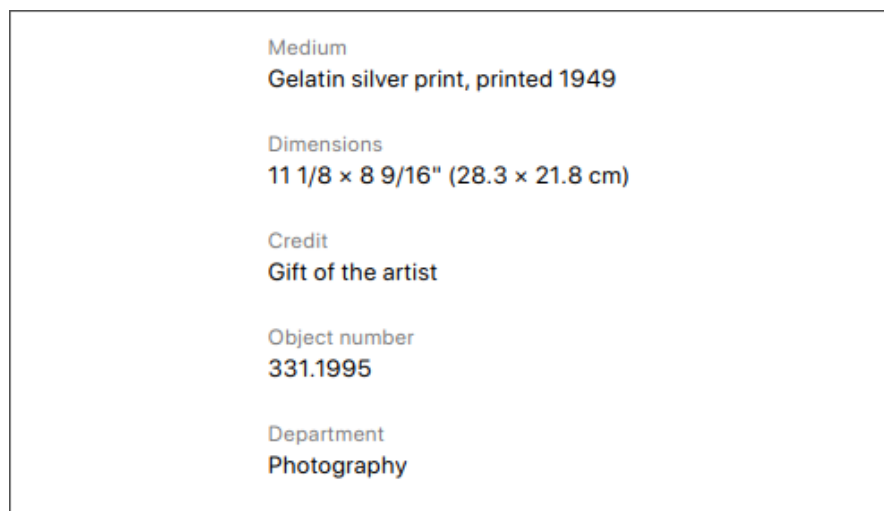 Medium
Gelatin silver print, printed 1949
Dimensions
11 1/8 × 8 9/16" (28.3 × 21.8 cm)
Credit
Gift of the artist
Object number
331.1995
Department
Photography